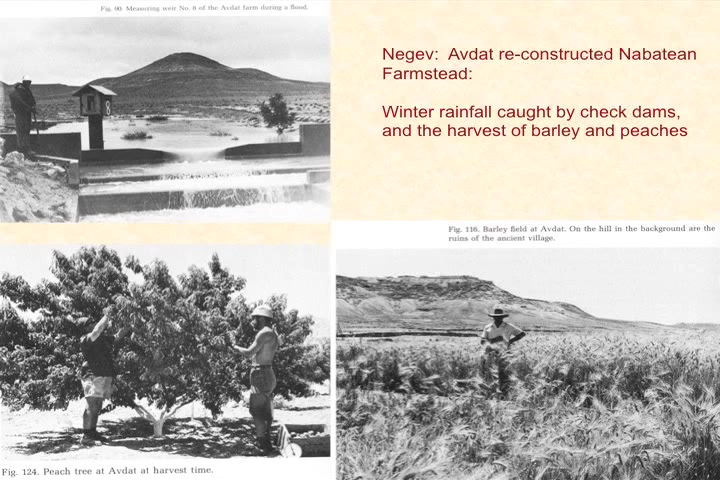 Fig. 90. Measuring weir No. 8 of the Avdat farm during a flood.
8
Negev:  Avdat re-constructed Nabatean
Farmstead:
Winter rainfall caught by check dams,
and the harvest of barley and peaches
Fig. 116. Barley field at Avdat. On the hill in the background are the
ruins of the ancient village.
Fig. 124. Peach tree at Avdat at harvest time.